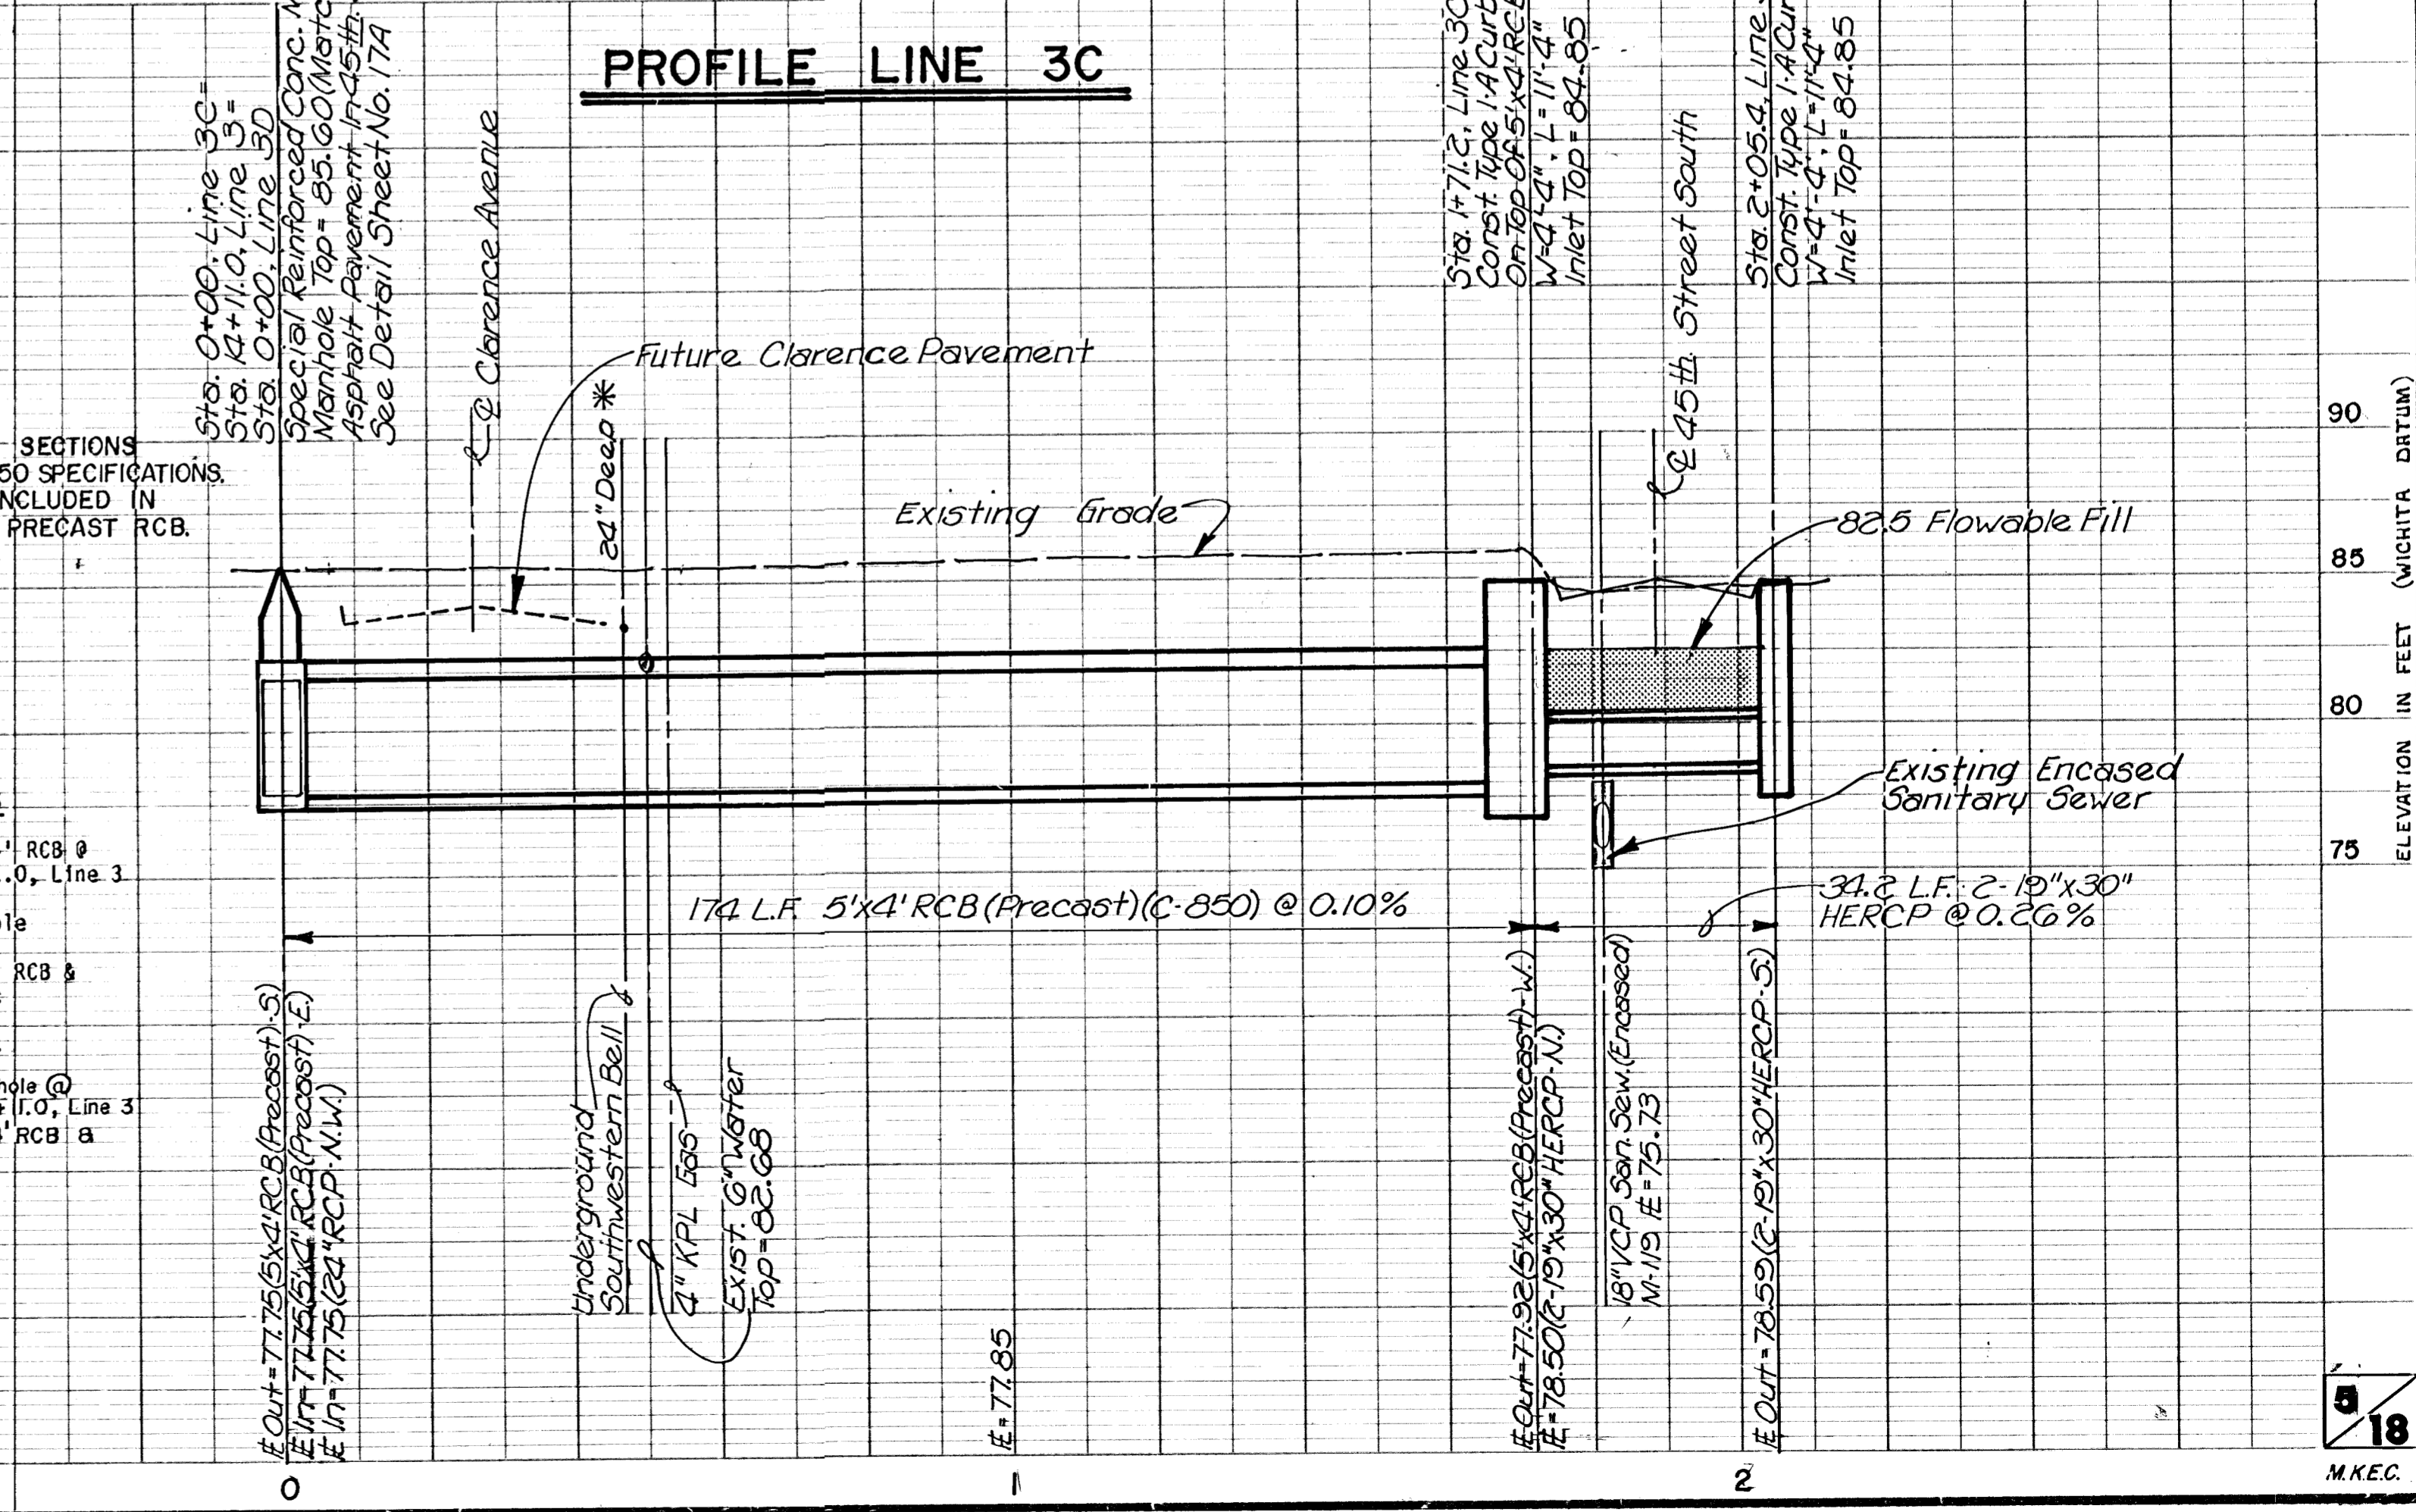 PROFILE LINE 3C
Sta. 0+00, Line 3C=
Sta. 14+11.0, Line 3=
Sta. 0+00, Line 3D
Special Reinforced Conc.
Manhole Top=85.60
Asphalt Pavement In 45th
See Detail Sheet No. 17A
℄ Clarence Avenue
Future Clarence Pavement
24" Deep *
Existing Grade
Sta. 1+71.2, Line 3C
Const. Type 1-A Curb
On Top Of 5'x4' RCB
W=4'-4", L=11'-4"
Inlet Top=84.85
℄ 45th. Street South
Sta. 2+05.4, Line
Const. Type 1-A Cur
W=4'-4", L=11'-4"
Inlet Top=84.85
82.5 Flowable Fill
SECTIONS
50 SPECIFICATIONS.
NCLUDED IN
PRECAST RCB.
90
85
80
75
ELEVATION IN FEET (WICHITA DATUM)
Existing Encased
Sanitary Sewer
RCB @
.0, Line 3
RCB &
hole @
+11.0, Line 3
RCB &
174 L.F. 5'x4' RCB (Precast)(C-850) @ 0.10%
34.2 L.F. 2-19"x30"
HERCP @ 0.26%
FE Out=77.75(5'x4' RCB(Precast)-S)
FE In=77.75(5'x4' RCB(Precast)-E.)
FE In=77.75(24" RCP-N.W.)
Underground
Southwestern Bell
4" KPL Gas
Exist. 6" Water
Top=82.68
FE=77.85
FE Out=77.92(5'x4' RCB(Precast)-W.)
FE=78.50(2-19"x30" HERCP-N.)
18" VCP San. Sew.(Encased)
M-119 FE=75.73
FE Out=78.59(2-19"x30" HERCP-S.)
0
1
2
5/18
M.K.E.C.